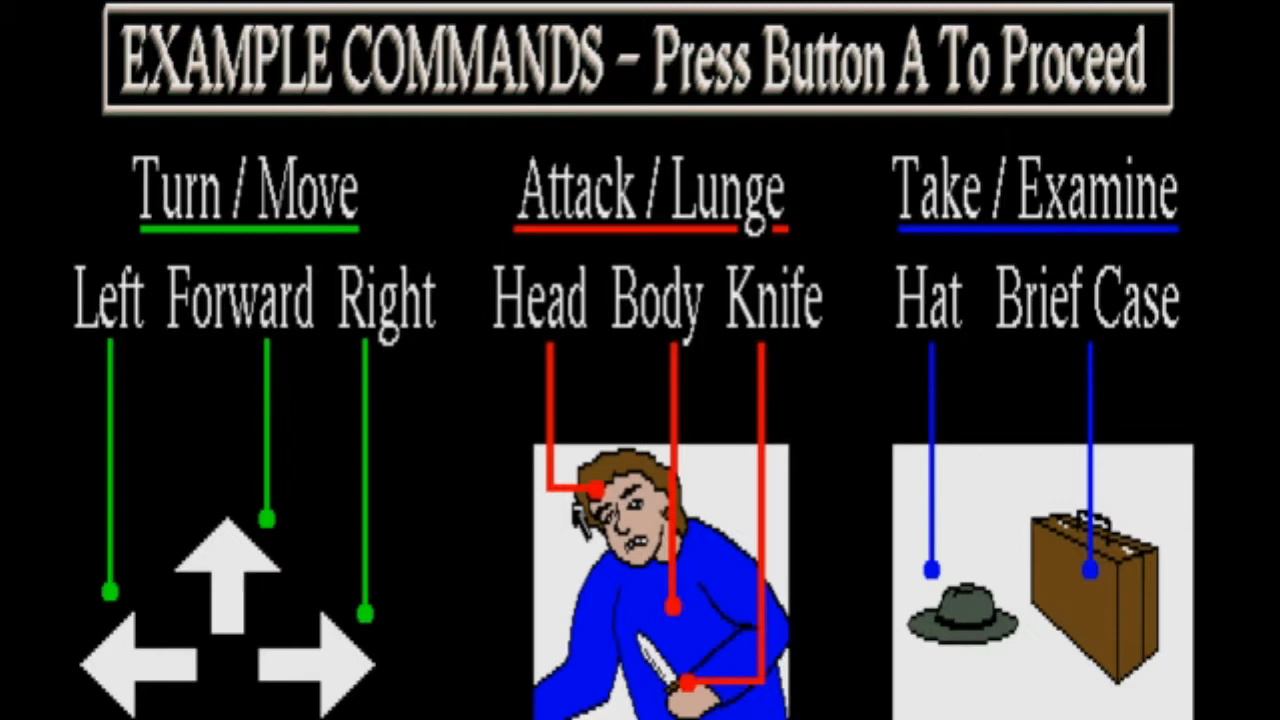 EXAMPLE COMMANDS - Press Button A To Proceed
Turn / Move Attack / Lunge Take / Examine
Left Forward Right Head Body Knife Hat Brief Case